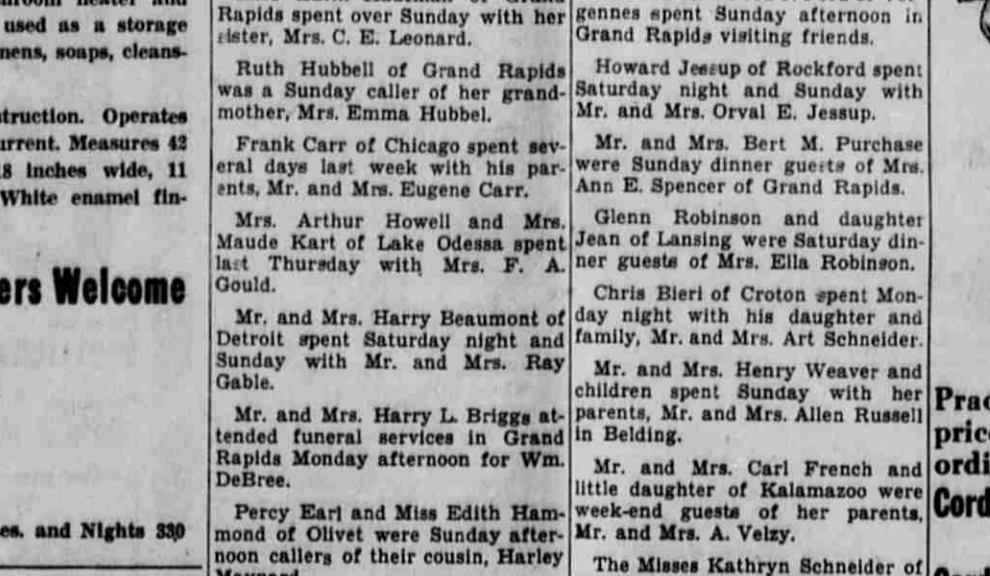 used as a storage
nens, soaps, cleans-
struction. Operates
urrent. Measures 42
8 inches wide, 11
White enamel fin-
ers Welcome
es. and Nights 330
Rapids spent over Sunday with her
sister, Mrs. C. E. Leonard.
Ruth Hubbell of Grand Rapids
was a Sunday caller of her grand-
mother, Mrs. Emma Hubbel.
Frank Carr of Chicago spent sev-
eral days last week with his par-
ents, Mr. and Mrs. Eugene Carr.
Mrs. Arthur Howell and Mrs.
Maude Kart of Lake Odessa spent
last Thursday with Mrs. F. A.
Gould.
Mr. and Mrs. Harry Beaumont of
Detroit spent Saturday night and
Sunday with Mr. and Mrs. Ray
Gable.
Mr. and Mrs. Harry L. Briggs at-
tended funeral services in Grand
Rapids Monday afternoon for Wm.
DeBree.
Percy Earl and Miss Edith Ham-
mond of Olivet were Sunday after-
noon callers of their cousin, Harley
gennes spent Sunday afternoon in
Grand Rapids visiting friends.
Howard Jessup of Rockford spent
Saturday night and Sunday with
Mr. and Mrs. Orval E. Jessup.
Mr. and Mrs. Bert M. Purchase
were Sunday dinner guests of Mrs.
Ann E. Spencer of Grand Rapids.
Glenn Robinson and daughter
Jean of Lansing were Saturday din-
ner guests of Mrs. Ella Robinson.
Chris Bieri of Croton spent Mon-
day night with his daughter and
family, Mr. and Mrs. Art Schneider.
Mr. and Mrs. Henry Weaver and
children spent Sunday with her
parents, Mr. and Mrs. Allen Russell
in Belding.
Mr. and Mrs. Carl French and
little daughter of Kalamazoo were
week-end guests of her parents,
Mr. and Mrs. A. Velzy.
The Misses Kathryn Schneider of
Prac
price
ordi
Cord